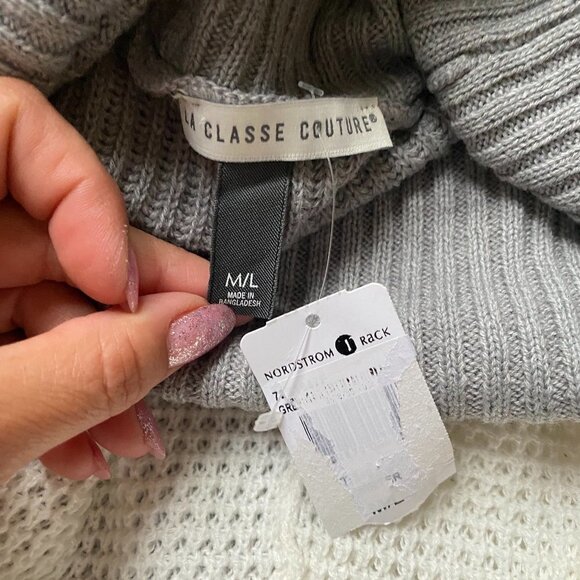 LA CLASSE COUTURE®
M/L
MADE IN
BANGLADESH
NORDSTROM rack